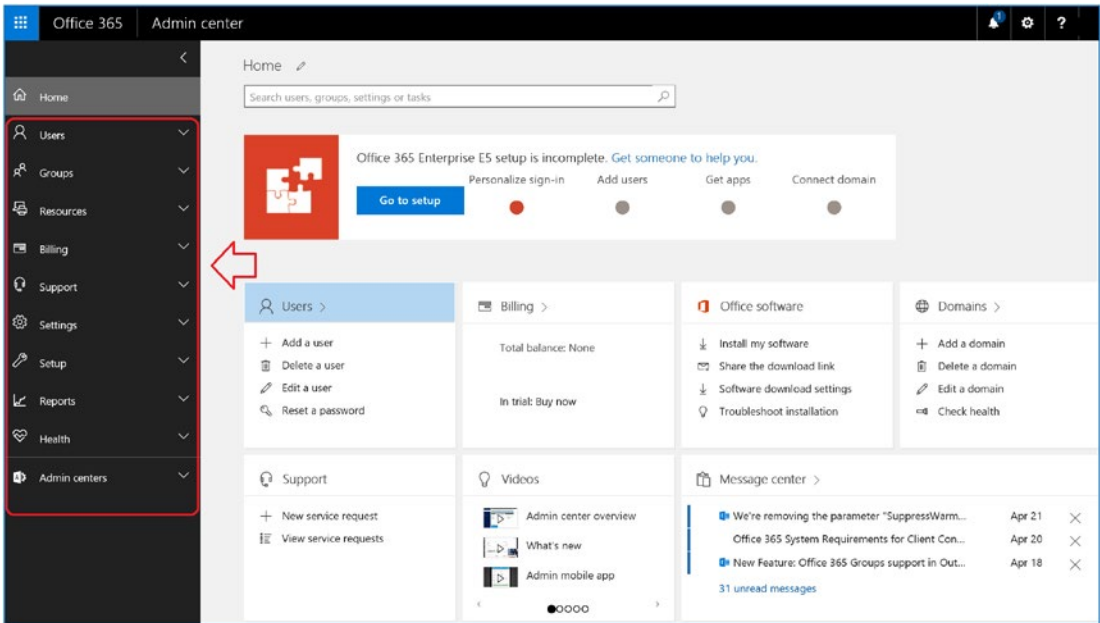 Office 365 Admin center 1 ?
Home
Users
Groups
Resources
Billing
Support
Settings
Setup
Reports
Health
Admin centers
Home
Search users, groups, settings or tasks
Office 365 Enterprise E5 setup is incomplete. Get someone to help you.
Go to setup
Personalize sign-in Add users Get apps Connect domain
Users >
Add a user
Delete a user
Edit a user
Reset a password
Billing >
Total balance: None
In trial: Buy now
Office software
Install my software
Share the download link
Software download settings
Troubleshoot installation
Domains >
Add a domain
Delete a domain
Edit a domain
Check health
Support
New service request
View service requests
Videos
Admin center overview
What's new
Admin mobile app
Message center >
We're removing the parameter "SuppressWarm... Apr 21
Office 365 System Requirements for Client Con... Apr 20
New Feature: Office 365 Groups support in Out... Apr 18
31 unread messages